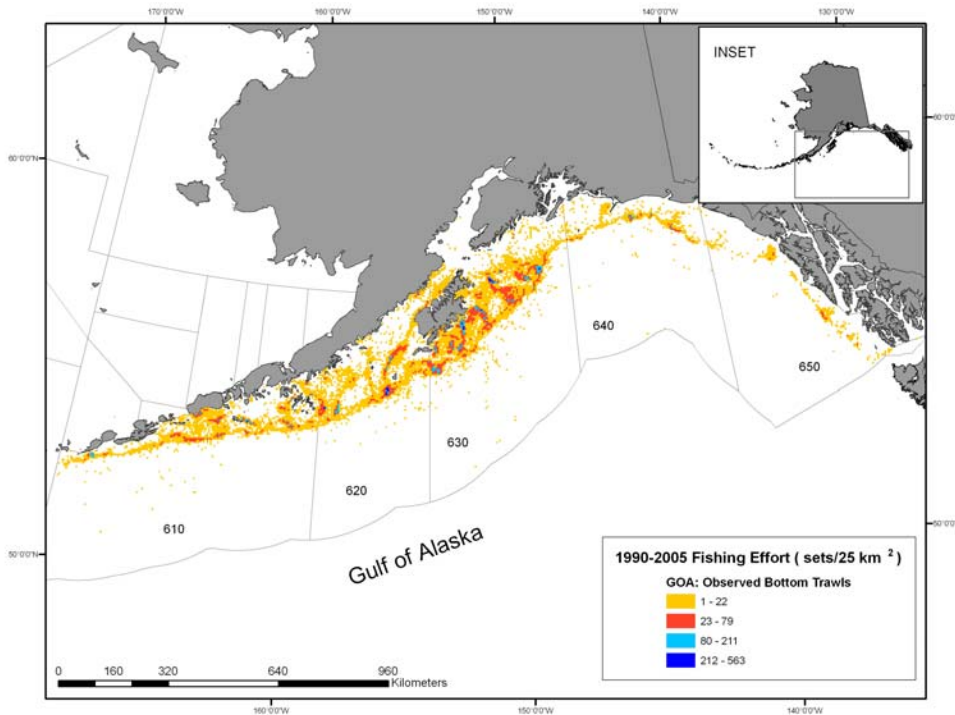 170°0'0"W
160°0'0"W
150°0'0"W
140°0'0"W
130°0'0"W
INSET
60°0'0"N
640
650
630
620
610
50°0'0"N
50°0'0"N
Gulf of Alaska
1990-2005 Fishing Effort ( sets/25 km 2 )
GOA: Observed Bottom Trawls
1 - 22
23 - 79
80 - 211
212 - 563
0 160 320 640 960
Kilometers
160°0'0"W
150°0'0"W
140°0'0"W